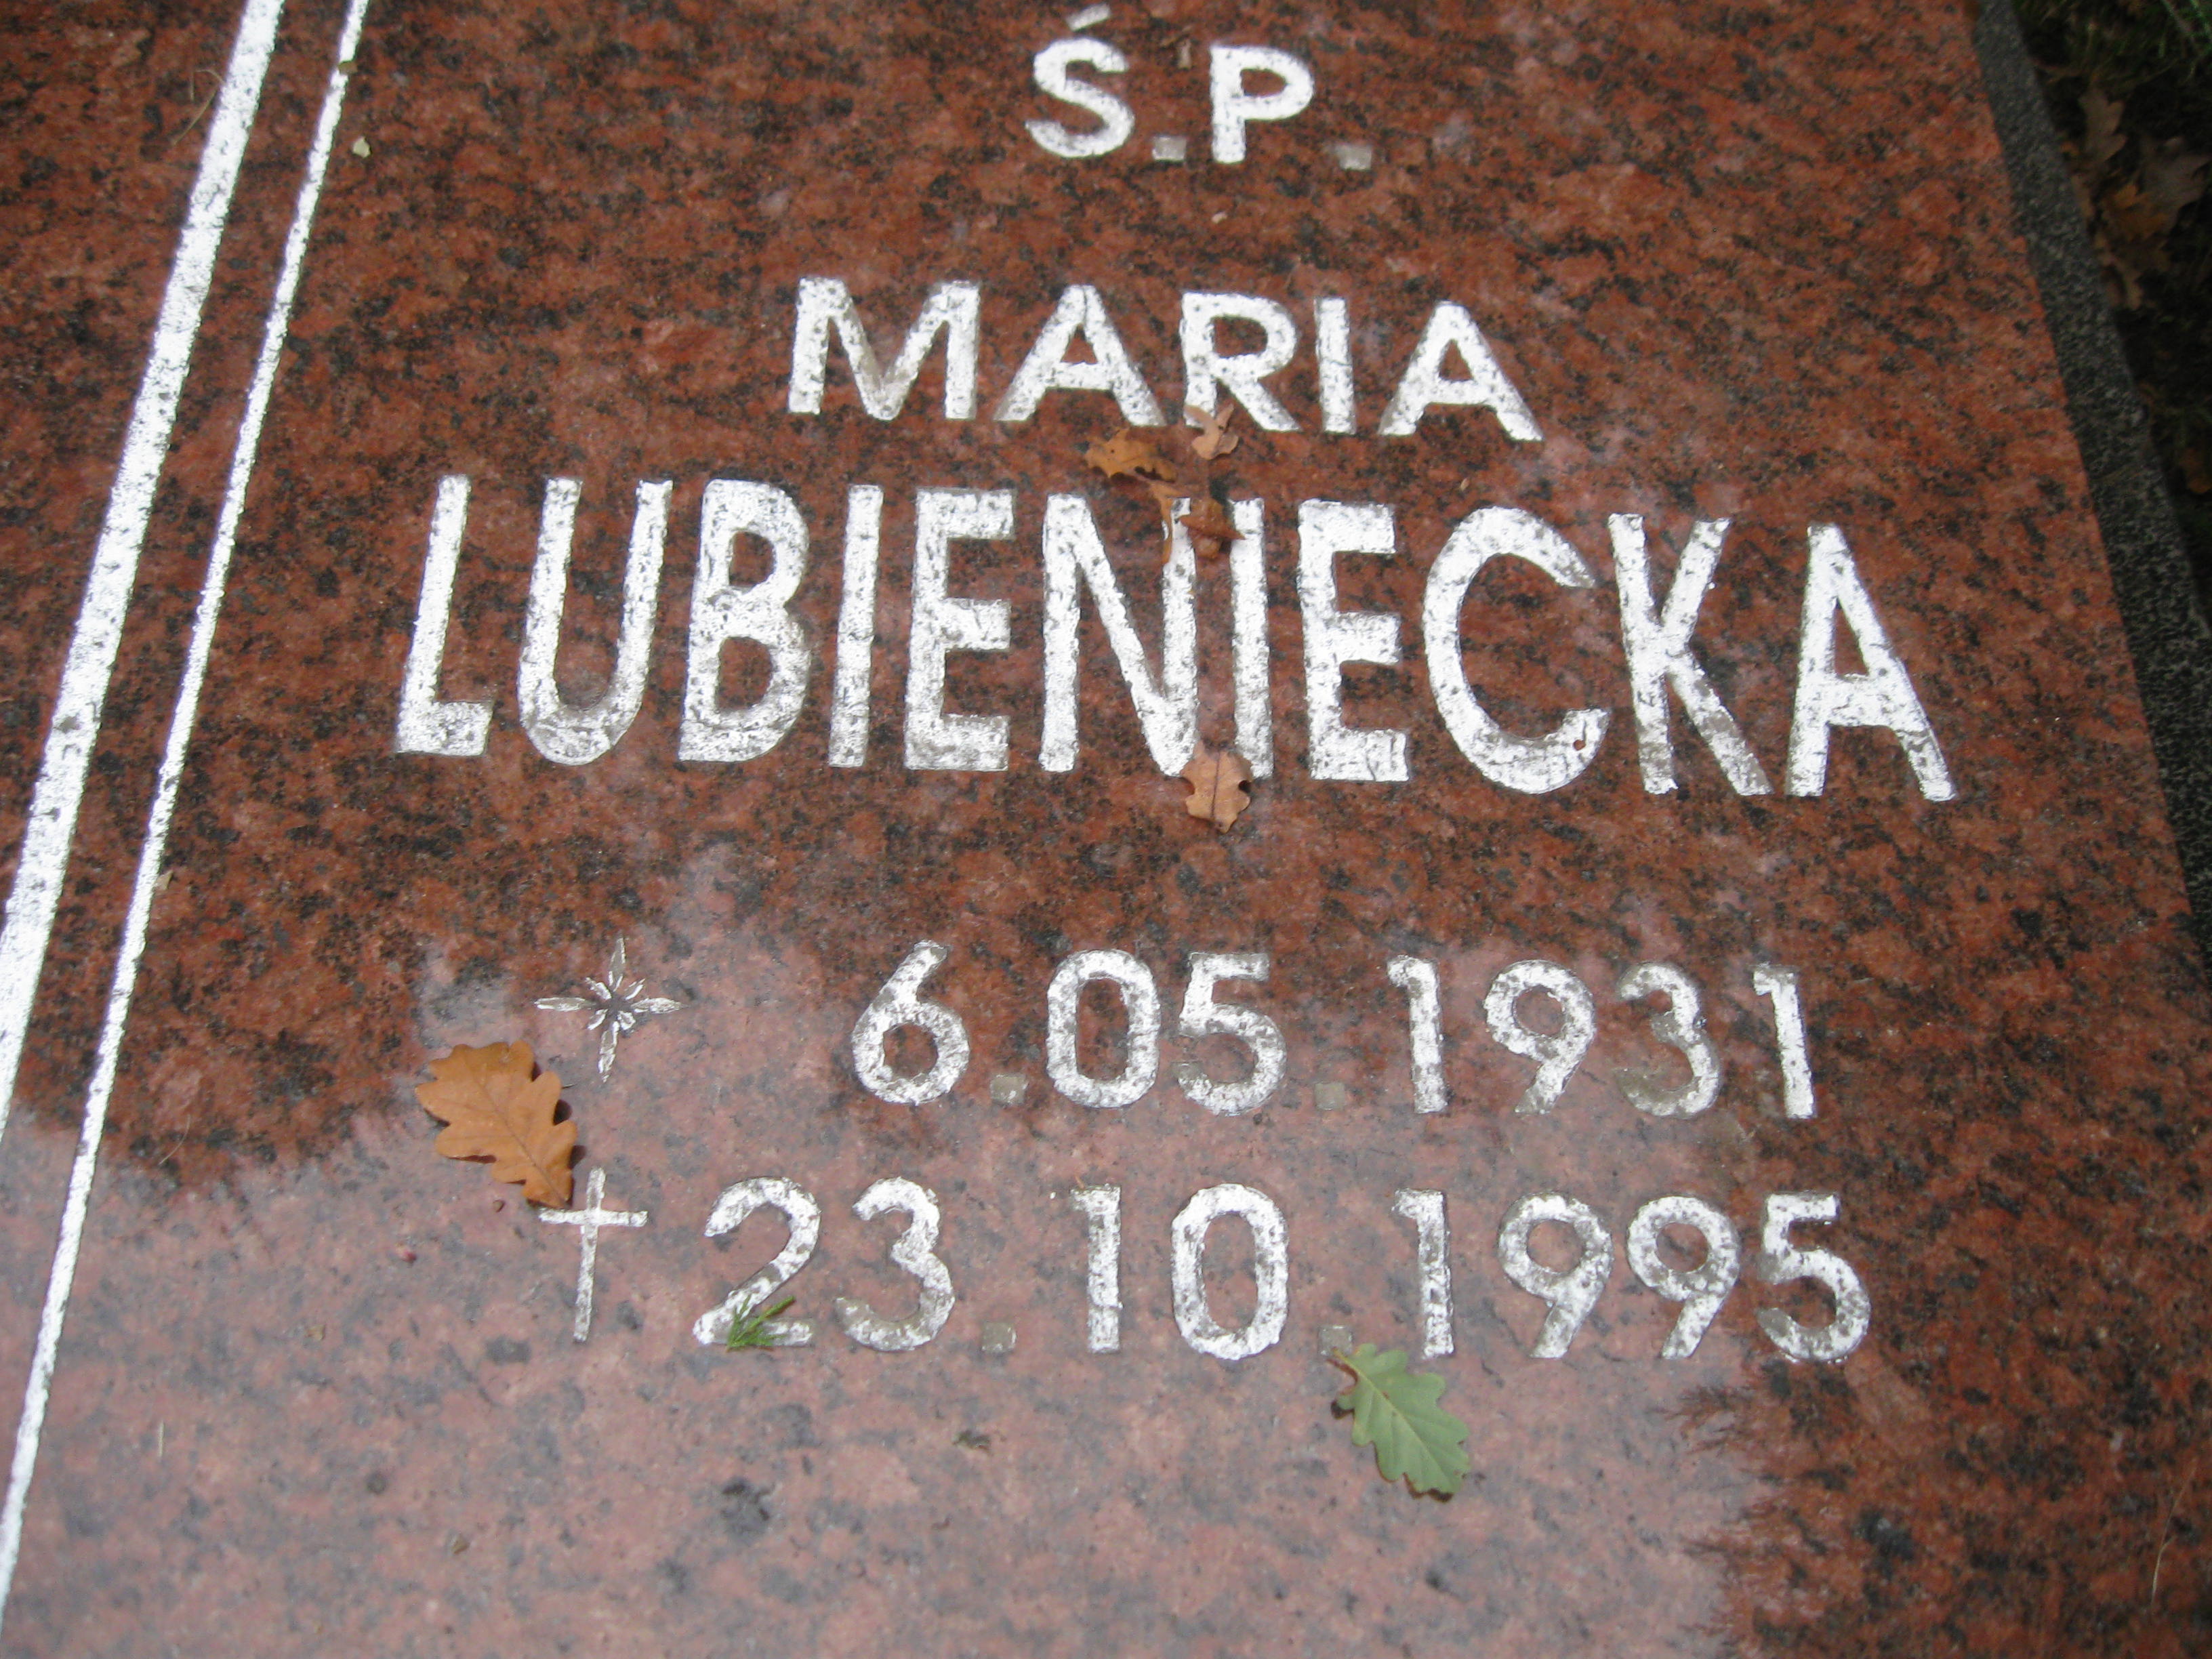 Ś.P.
MARIA
LUBIENIECKA
6.05.1931
†23.10.1995